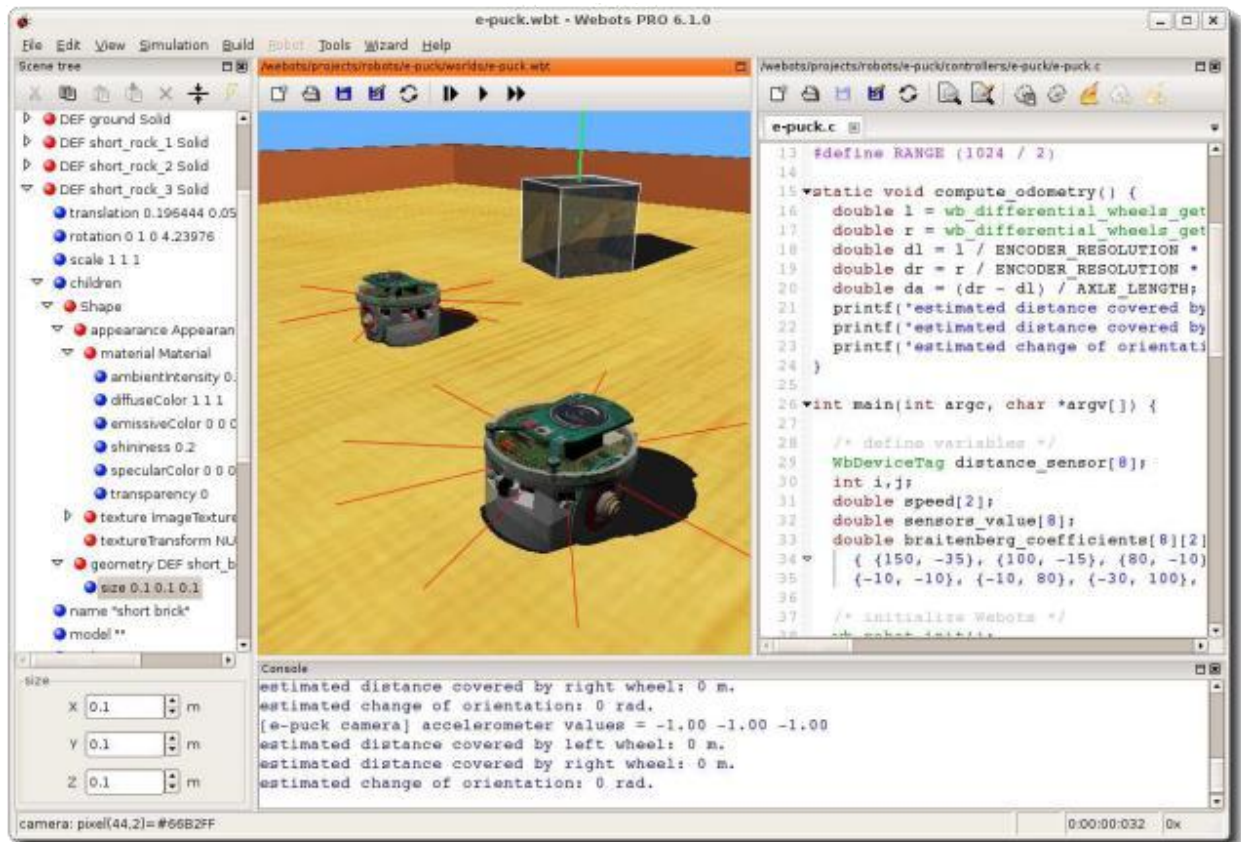 e-puck.wbt - Webots PRO 6.1.0
File Edit View Simulation Build Robot Tools Wizard Help
Scene tree
DEF ground Solid
DEF short_rock_1 Solid
DEF short_rock_2 Solid
DEF short_rock_3 Solid
translation 0.196444 0.05
rotation 0 1 0 4.23976
scale 1 1 1
children
Shape
appearance Appearan
material Material
ambientIntensity 0.
diffuseColor 1 1 1
emissiveColor 0 0 0
shininess 0.2
specularColor 0 0 0
transparency 0
texture ImageTexture
textureTransform NU
geometry DEF short_b
size 0.1 0.1 0.1
name "short brick"
model ""
size
X 0.1 m
Y 0.1 m
Z 0.1 m
/webots/projects/robots/e-puck/worlds/e-puck.wbt
/webots/projects/robots/e-puck/controllers/e-puck/e-puck.c
e-puck.c
13 #define RANGE (1024 / 2)
14
15 static void compute_odometry() {
16 double l = wb_differential_wheels_get
17 double r = wb_differential_wheels_get
18 double dl = l / ENCODER_RESOLUTION *
19 double dr = r / ENCODER_RESOLUTION *
20 double da = (dr - dl) / AXLE_LENGTH;
21 printf("estimated distance covered by
22 printf("estimated distance covered by
23 printf("estimated change of orientati
24 }
25
26 int main(int argc, char *argv[]) {
27
28 /* define variables */
29 WbDeviceTag distance_sensor[8];
30 int i,j;
31 double speed[2];
32 double sensors_value[8];
33 double braitenberg_coefficients[8][2]
34 { {150, -35}, {100, -15}, {80, -10}
35 {-10, -10}, {-10, 80}, {-30, 100},
36
37 /* initialize Webots */
Console
estimated distance covered by right wheel: 0 m.
estimated change of orientation: 0 rad.
[e-puck camera] accelerometer values = -1.00 -1.00 -1.00
estimated distance covered by left wheel: 0 m.
estimated distance covered by right wheel: 0 m.
estimated change of orientation: 0 rad.
camera: pixel(44,2)=#66B2FF
0:00:00:032 0x